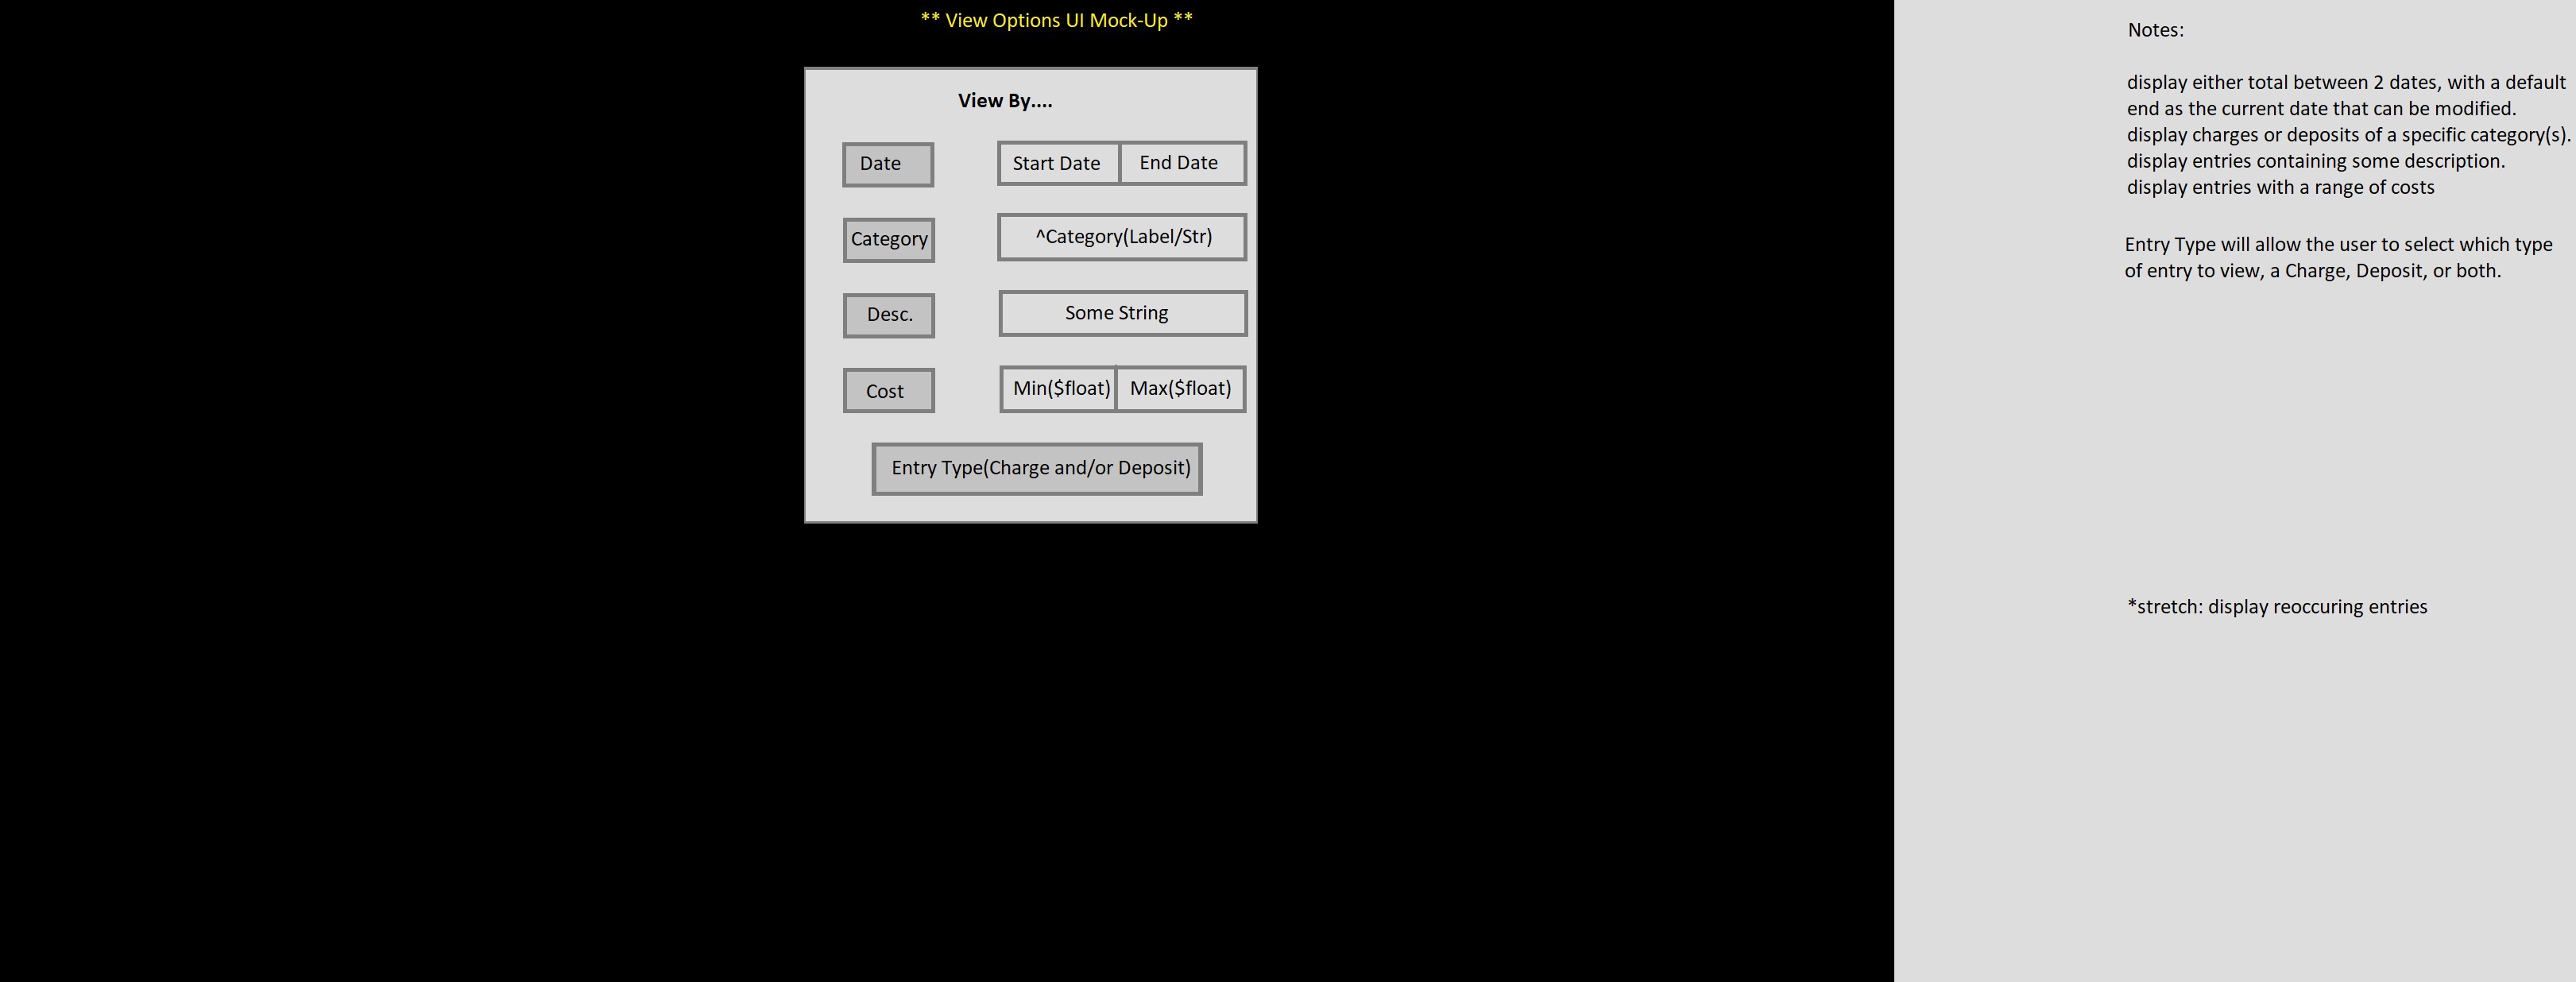 ** View Options UI Mock-Up **
View By....
Date
Start Date
End Date
Category
^Category(Label/Str)
Desc.
Some String
Cost
Min($float)
Max($float)
Entry Type(Charge and/or Deposit)
Notes:
display either total between 2 dates, with a default
end as the current date that can be modified.
display charges or deposits of a specific category(s).
display entries containing some description.
display entries with a range of costs
Entry Type will allow the user to select which type
of entry to view, a Charge, Deposit, or both.
*stretch: display reoccuring entries